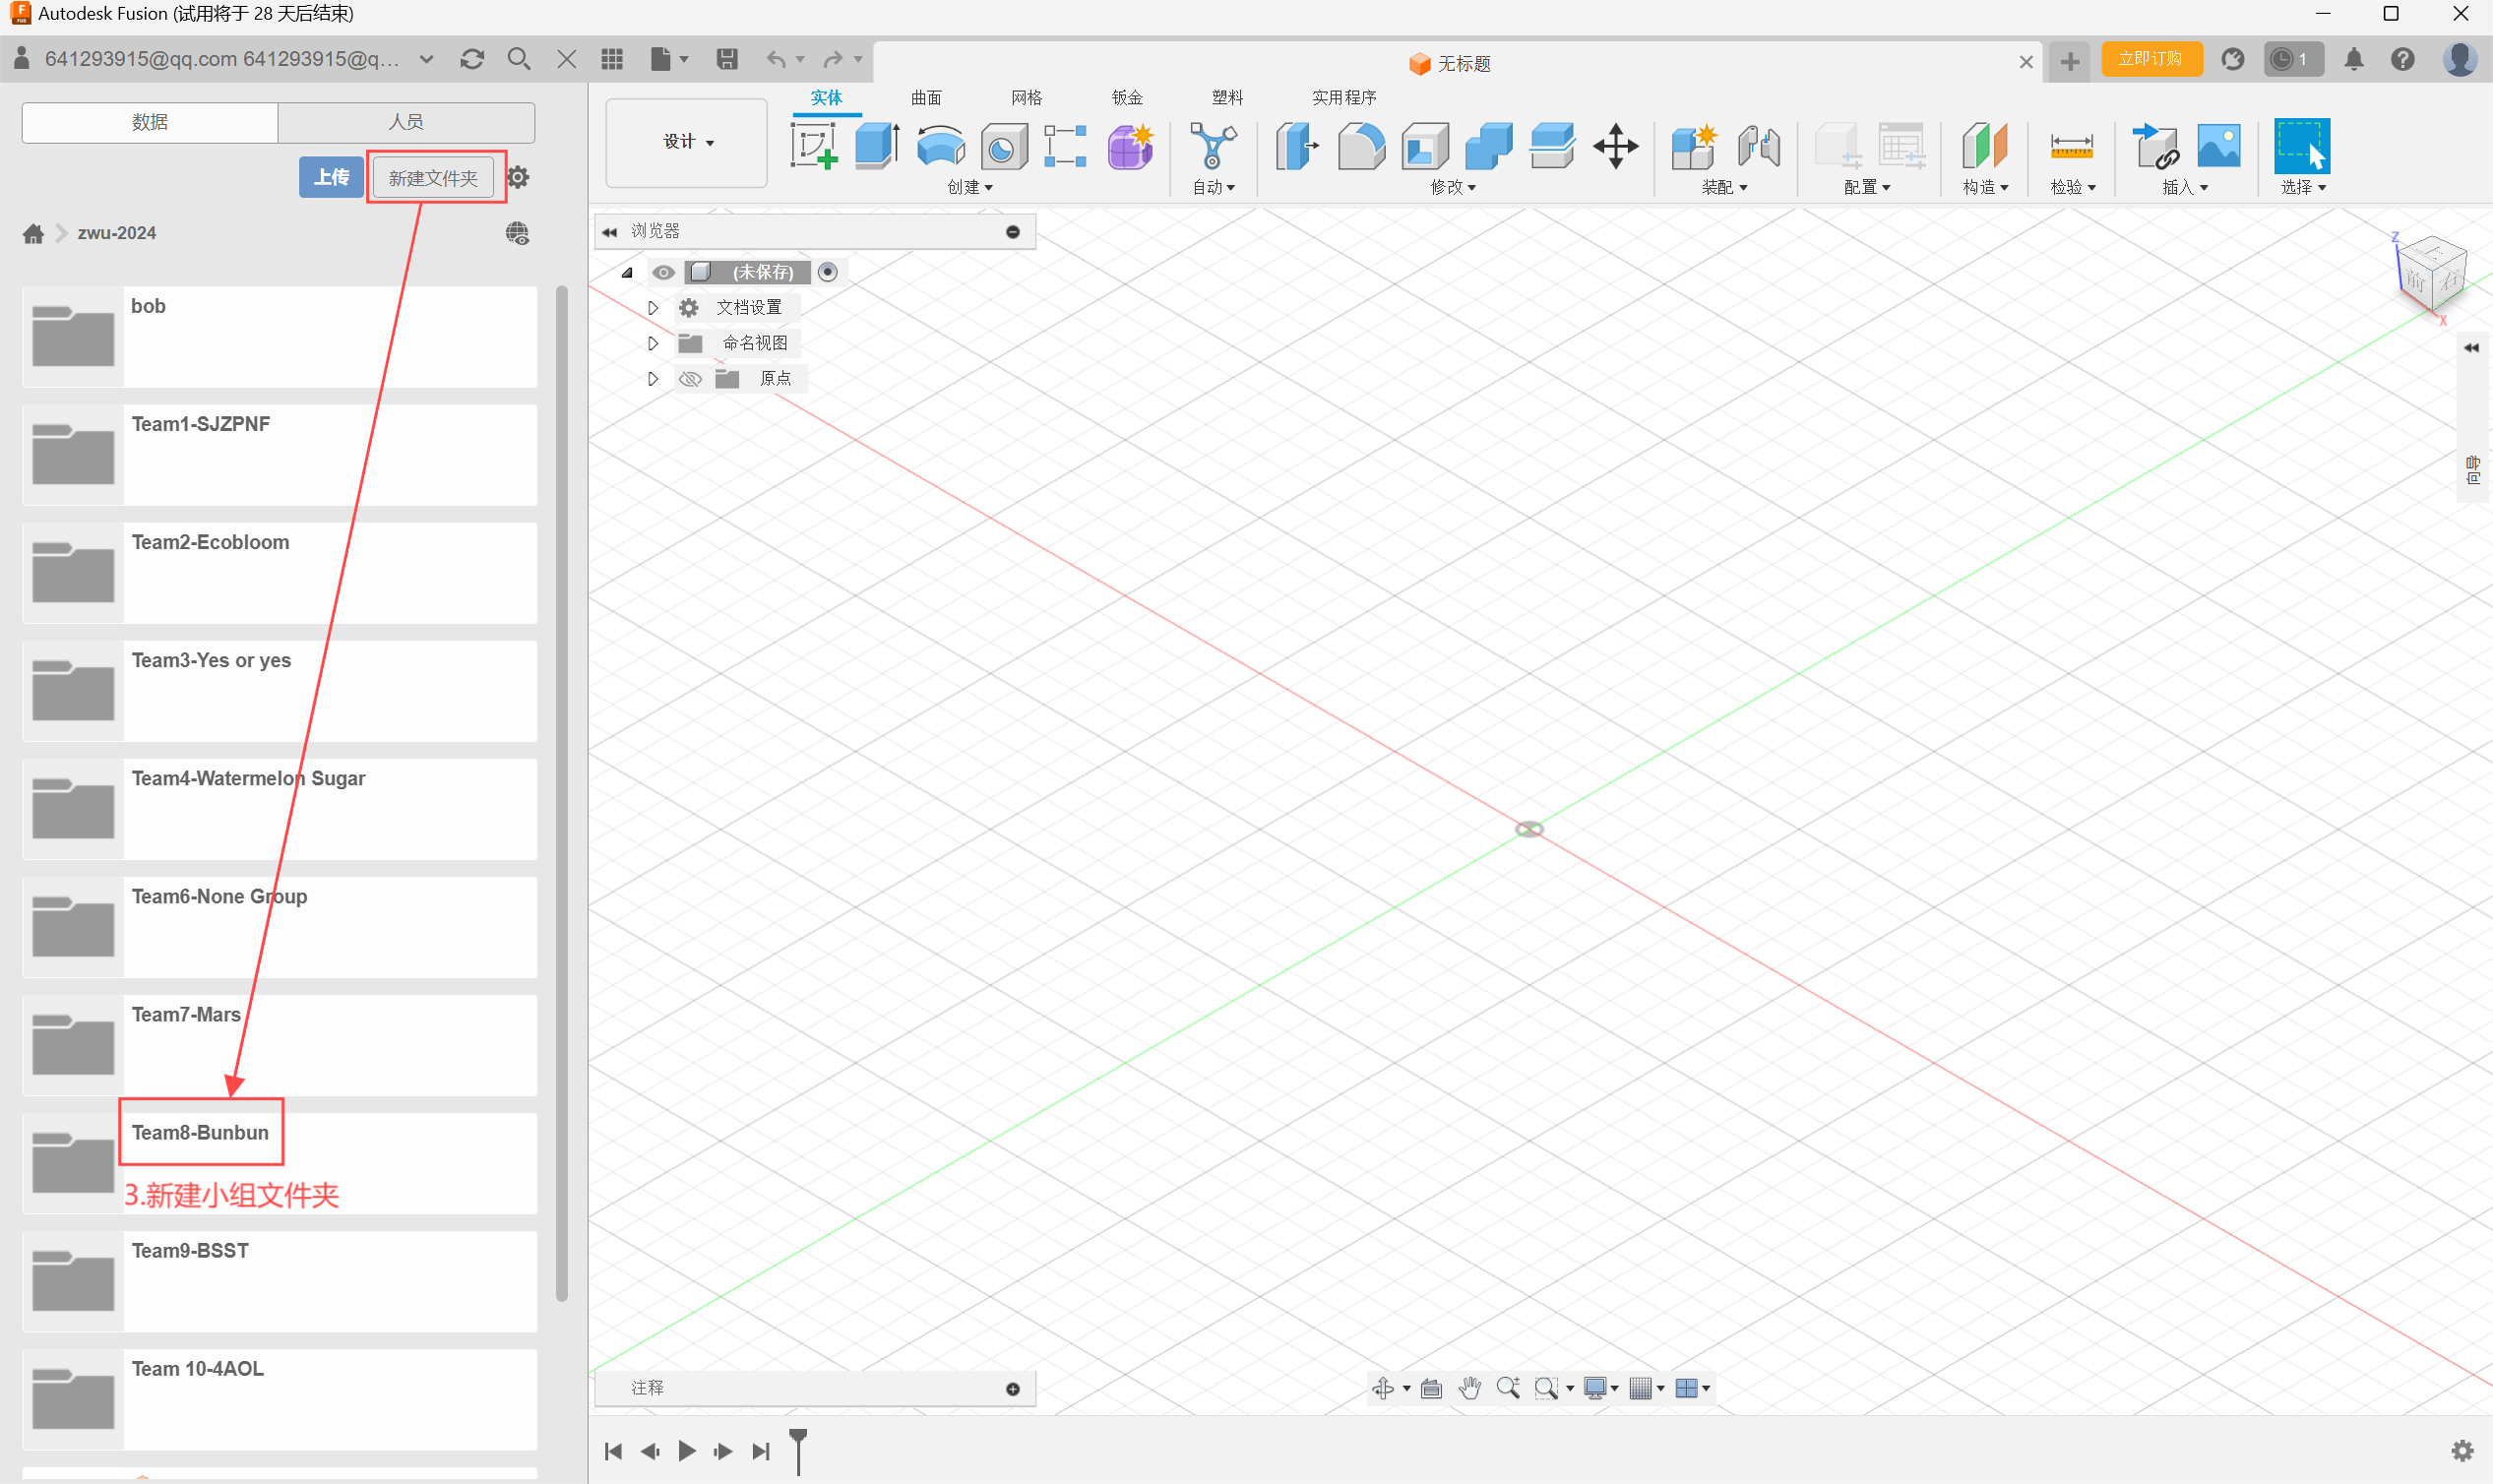 Autodesk Fusion (试用将于 28 天后结束)
641293915@qq.com 641293915@q...
无标题
立即订购
1
数据
人员
上传
新建文件夹
zwu-2024
bob
Team1-SJZPNF
Team2-Ecobloom
Team3-Yes or yes
Team4-Watermelon Sugar
Team6-None Group
Team7-Mars
Team8-Bunbun
3.新建小组文件夹
Team9-BSST
Team 10-4AOL
设计
实体
曲面
网格
钣金
塑料
实用程序
创建
自动
修改
装配
配置
构造
检验
插入
选择
浏览器
(未保存)
文档设置
命名视图
原点
Z
上
前
右
X
导向
注释